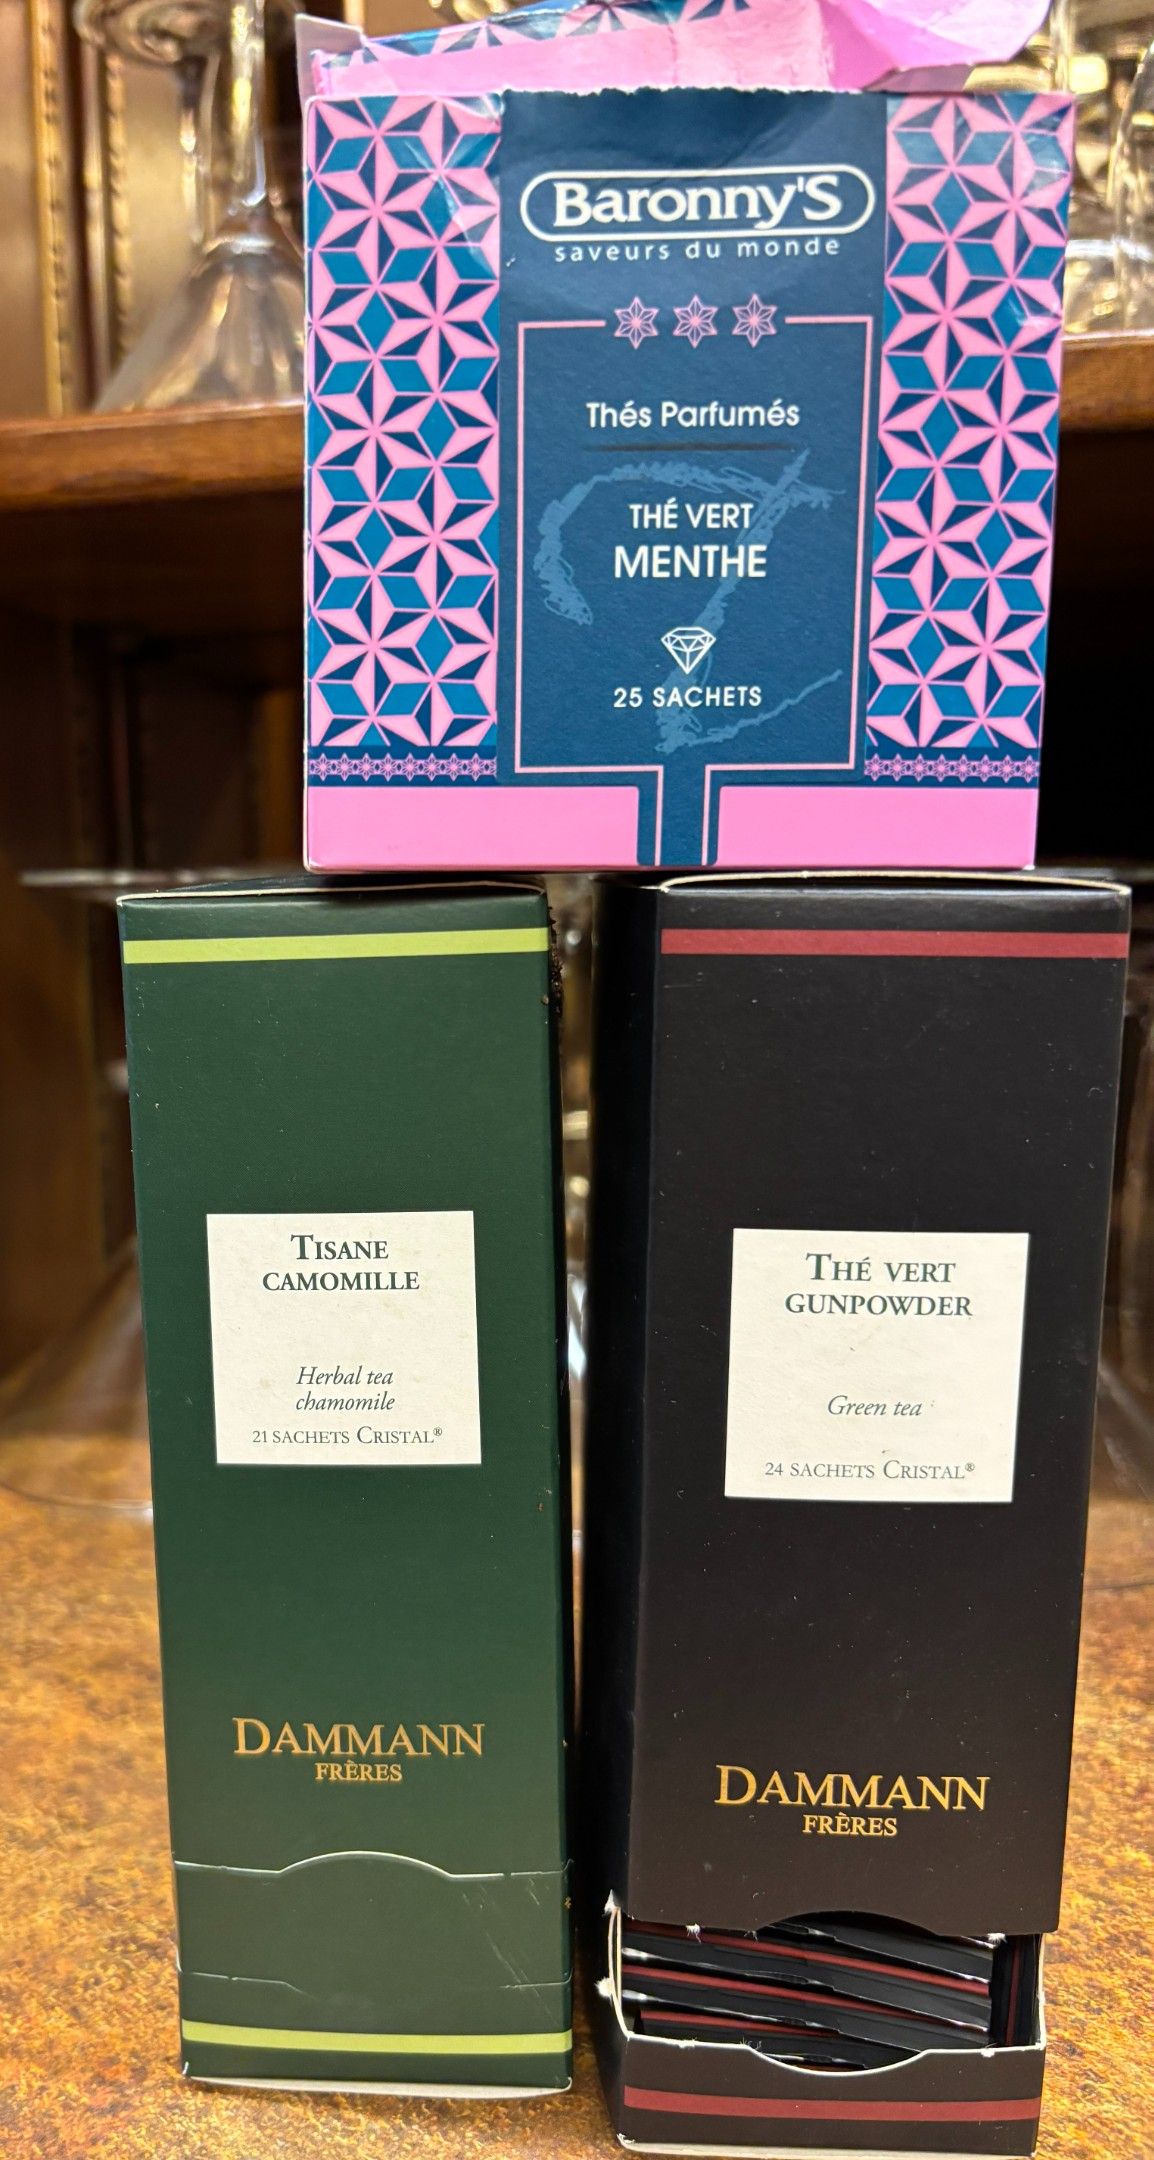 Baronny'S
saveurs du monde
Thés Parfumés
THÉ VERT
MENTHE
25 SACHETS
TISANE
CAMOMILLE
Herbal tea
chamomile
21 SACHETS CRISTAL®
DAMMANN
FRÈRES
THÉ VERT
GUNPOWDER
Green tea
24 SACHETS CRISTAL®
DAMMANN
FRÈRES